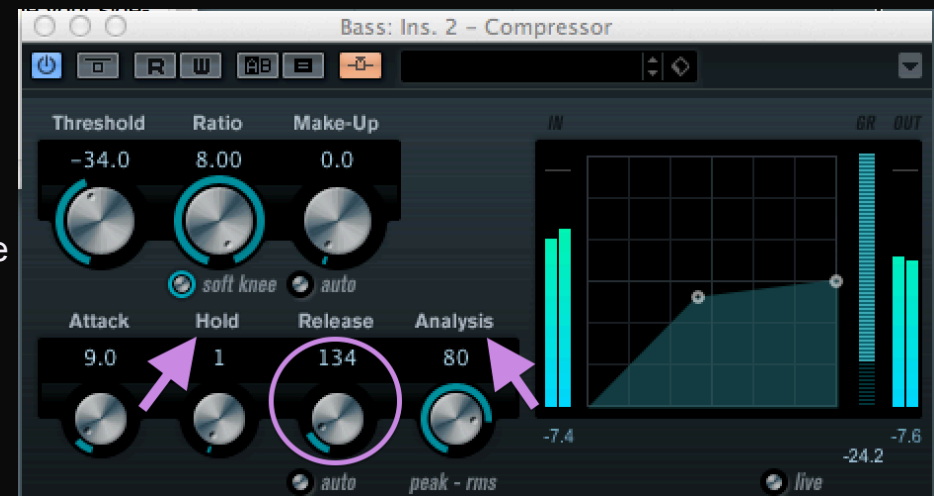 Bass: Ins. 2 – Compressor
R W AB
Threshold Ratio Make-Up IN GR OUT
-34.0 8.00 0.0
soft knee auto
Attack Hold Release Analysis
9.0 1 134 80
e
-7.4 -7.6
-24.2
auto peak - rms live